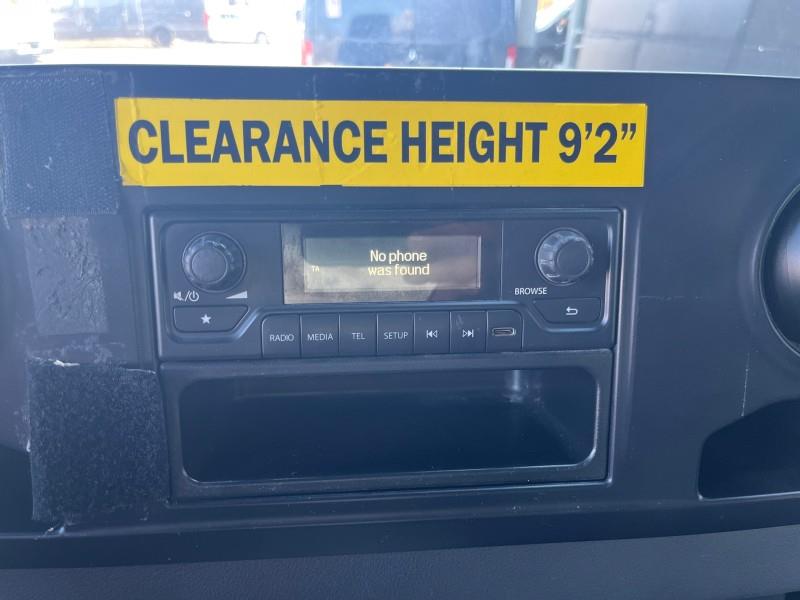 CLEARANCE HEIGHT 9’2”
No phone
TA was found
BROWSE
RADIO MEDIA TEL SETUP